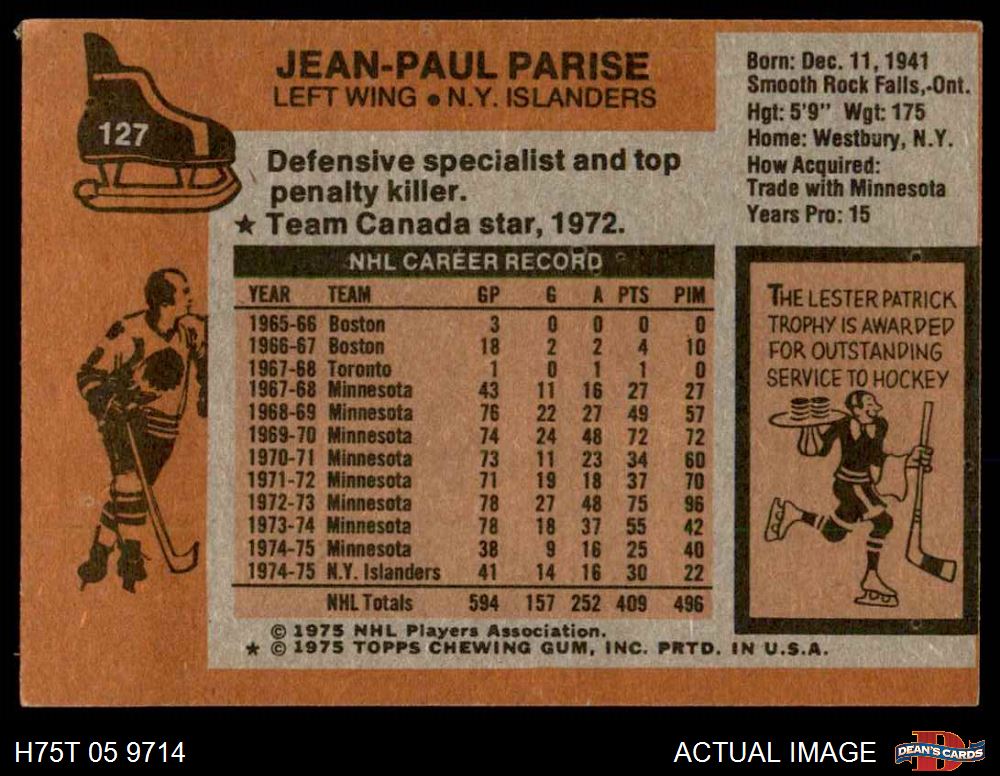 127
JEAN-PAUL PARISE
LEFT WING ● N.Y. ISLANDERS
Born: Dec. 11, 1941
Smooth Rock Falls,-Ont.
Hgt: 5'9" Wgt: 175
Home: Westbury, N.Y.
How Acquired:
Trade with Minnesota
Years Pro: 15
Defensive specialist and top
penalty killer.
★ Team Canada star, 1972.
NHL CAREER RECORD
YEAR TEAM GP G A PTS PIM
1965-66 Boston 3 0 0 0 0
1966-67 Boston 18 2 2 4 10
1967-68 Toronto 1 0 1 1 0
1967-68 Minnesota 43 11 16 27 27
1968-69 Minnesota 76 22 27 49 57
1969-70 Minnesota 74 24 48 72 72
1970-71 Minnesota 73 11 23 34 60
1971-72 Minnesota 71 19 18 37 70
1972-73 Minnesota 78 27 48 75 96
1973-74 Minnesota 78 18 37 55 42
1974-75 Minnesota 38 9 16 25 40
1974-75 N.Y. Islanders 41 14 16 30 22
NHL Totals 594 157 252 409 496
© 1975 NHL Players Association.
★ © 1975 TOPPS CHEWING GUM, INC. PRTD. IN U.S.A.
THE LESTER PATRICK
TROPHY IS AWARDED
FOR OUTSTANDING
SERVICE TO HOCKEY
H75T 05 9714
ACTUAL IMAGE
D
DEAN'S CARDS